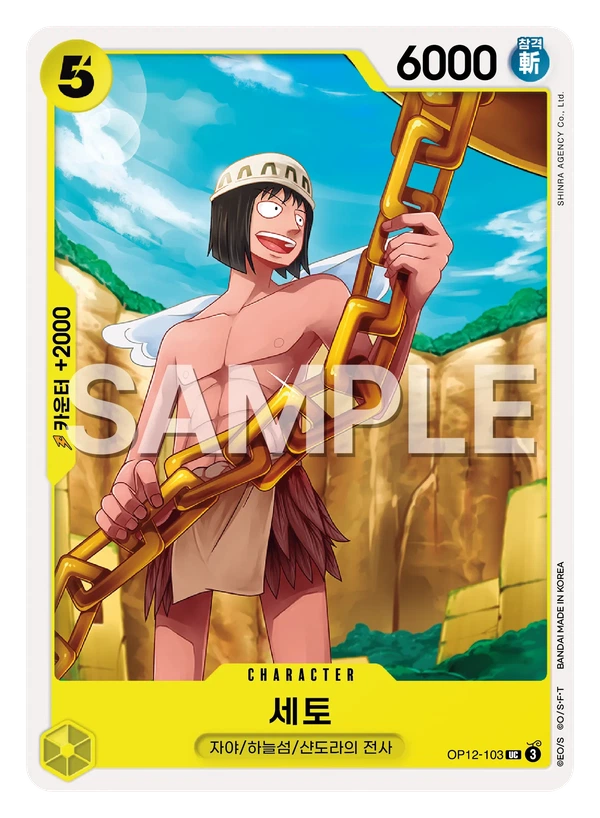 5
6000
참격
斬
SHINRA AGENCY Co., Ltd.
카운터 +2000
SAMPLE
CHARACTER
세토
자야/하늘섬/샨도라의 전사
OP12-103 UC 3
©EO/S ©O/S·F·T BANDAI MADE IN KOREA